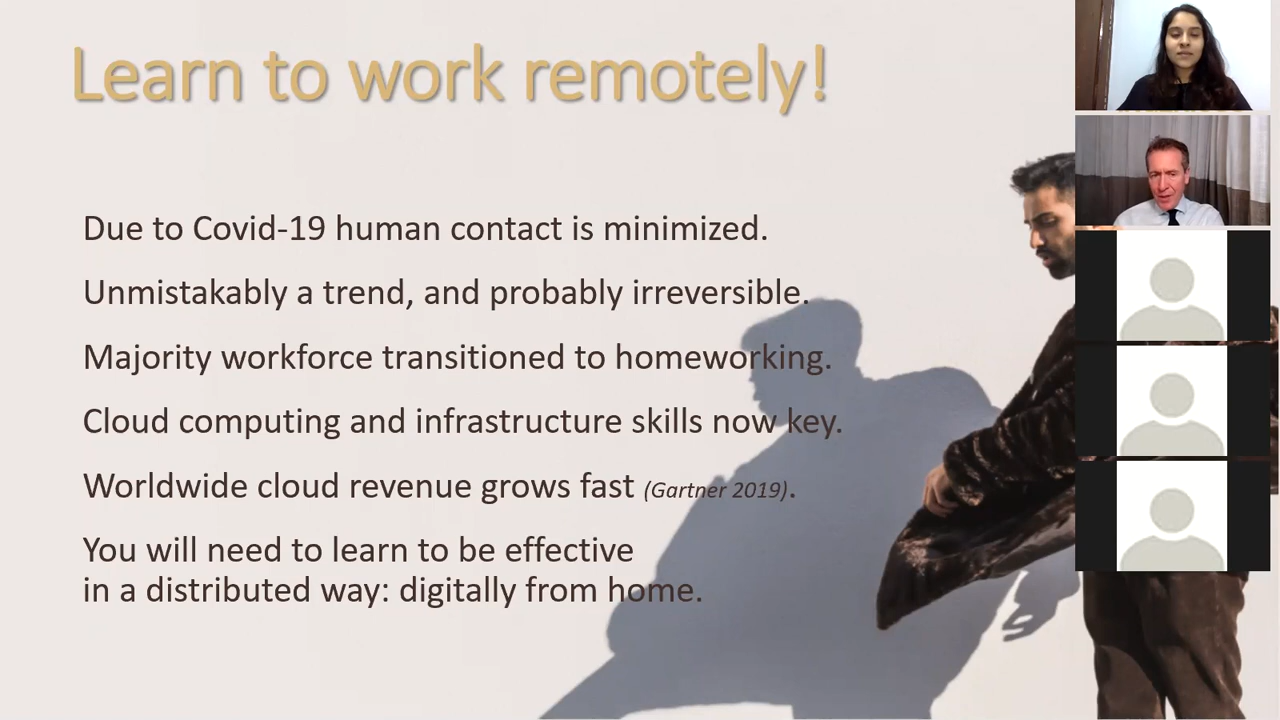 Learn to work remotely!
Due to Covid-19 human contact is minimized.
Unmistakably a trend, and probably irreversible.
Majority workforce transitioned to homeworking.
Cloud computing and infrastructure skills now key.
Worldwide cloud revenue grows fast (Gartner 2019).
You will need to learn to be effective
in a distributed way: digitally from home.